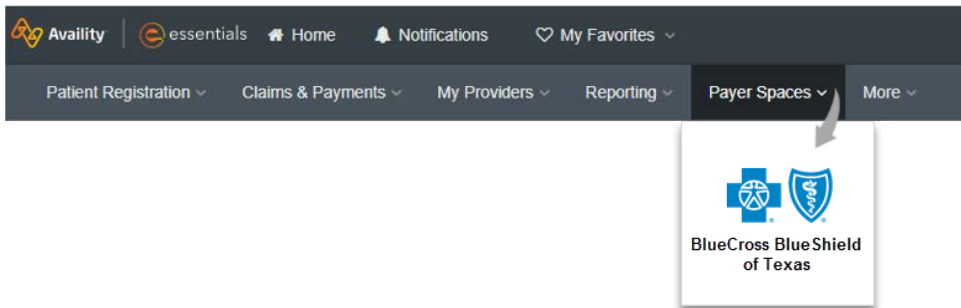 Availity essentials Home Notifications My Favorites
Patient Registration Claims & Payments My Providers Reporting Payer Spaces More
BlueCross BlueShield
of Texas